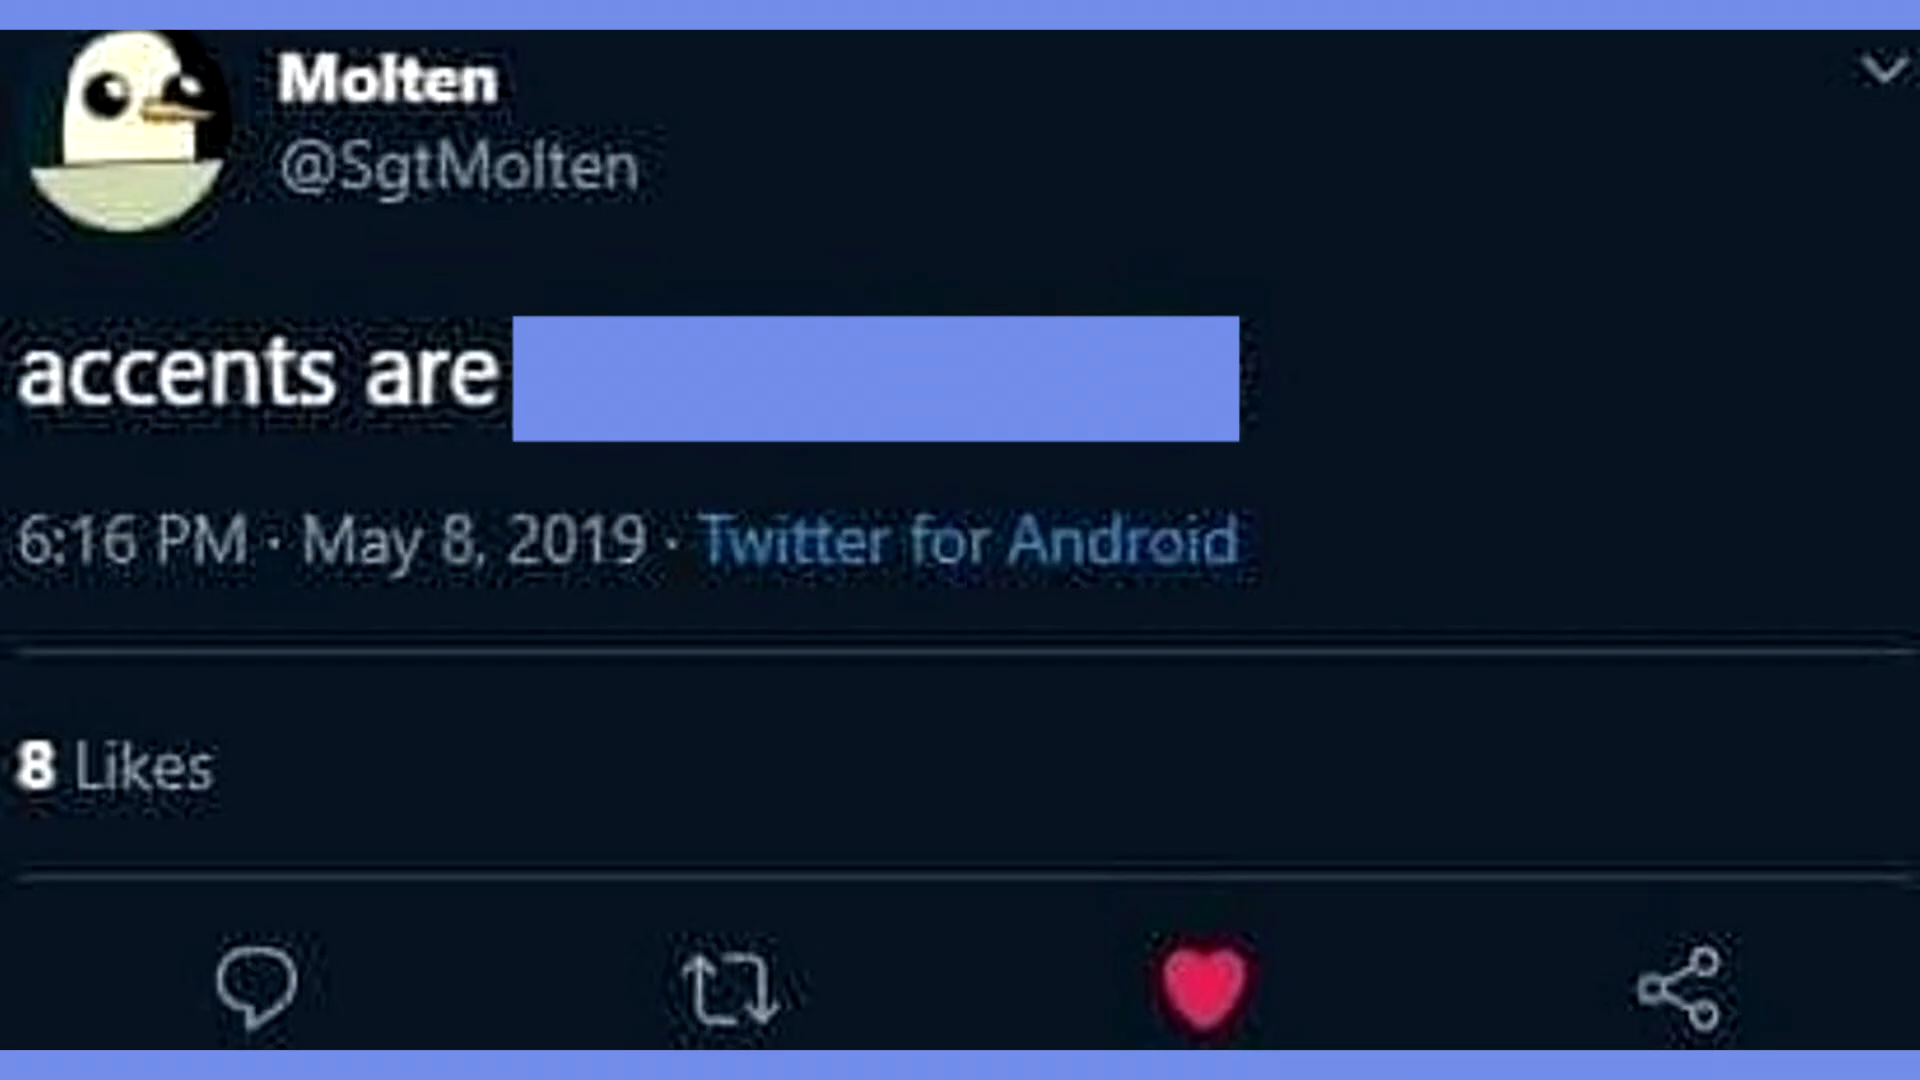 Molten
@SgtMolten
accents are
6:16 PM · May 8, 2019 · Twitter for Android
8 Likes